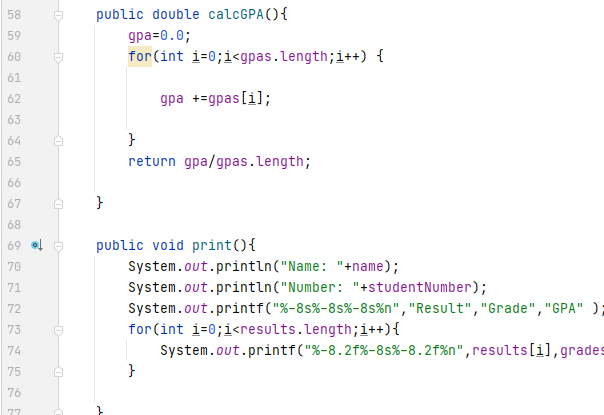 58 public double calcGPA(){
59 gpa=0.0;
60 for(int i=0;i<gpas.length;i++) {
61
62 gpa +=gpas[i];
63
64 }
65 return gpa/gpas.length;
66
67 }
68
69 public void print(){
70 System.out.println("Name: "+name);
71 System.out.println("Number: "+studentNumber);
72 System.out.printf("%-8s%-8s%-8s%n","Result","Grade","GPA" );
73 for(int i=0;i<results.length;i++){
74 System.out.printf("%-8.2f%-8s%-8.2f%n",results[i],grades
75 }
76
77 }